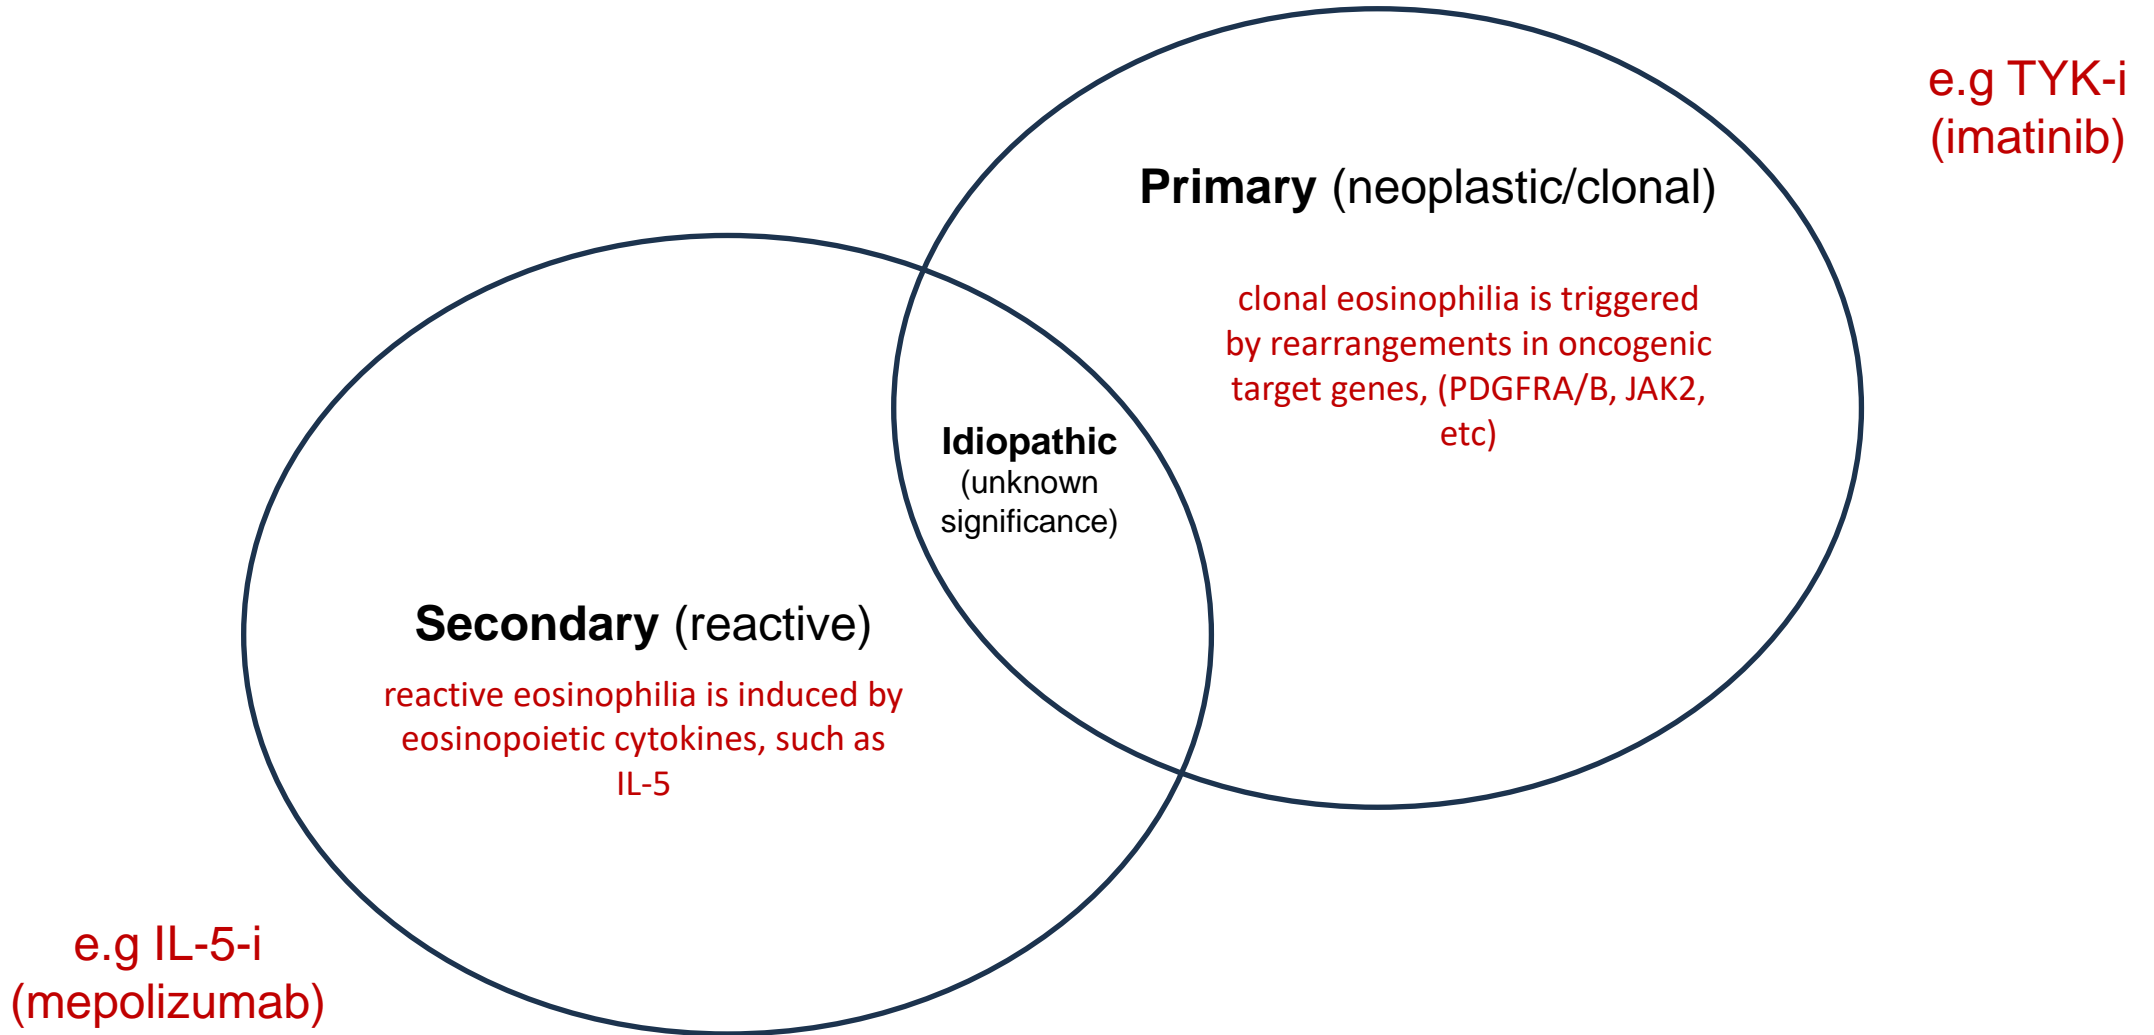 e.g TYK-i
(imatinib)
Primary (neoplastic/clonal)
clonal eosinophilia is triggered
by rearrangements in oncogenic
target genes, (PDGFRA/B, JAK2,
etc)
Idiopathic
(unknown
significance)
Secondary (reactive)
reactive eosinophilia is induced by
eosinopoietic cytokines, such as
IL-5
e.g IL-5-i
(mepolizumab)